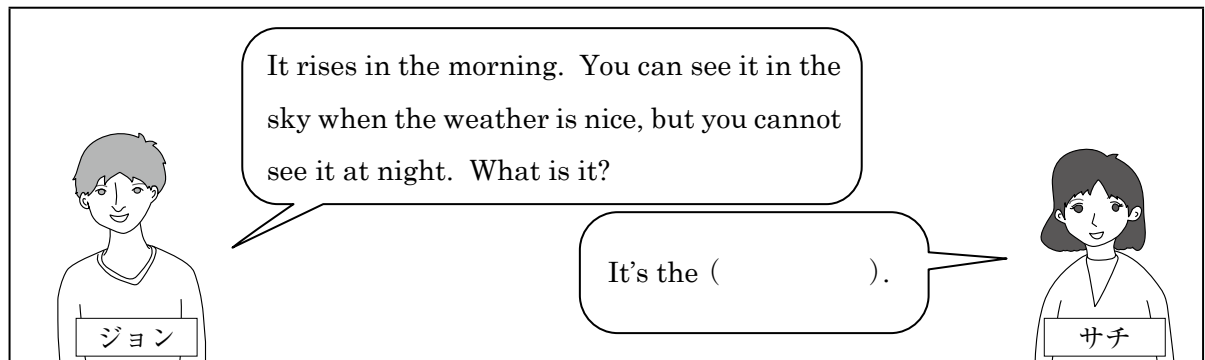 It rises in the morning.  You can see it in the
sky when the weather is nice, but you cannot
see it at night.  What is it?
It’s the （　　　　　　）.
ジョン
サチ